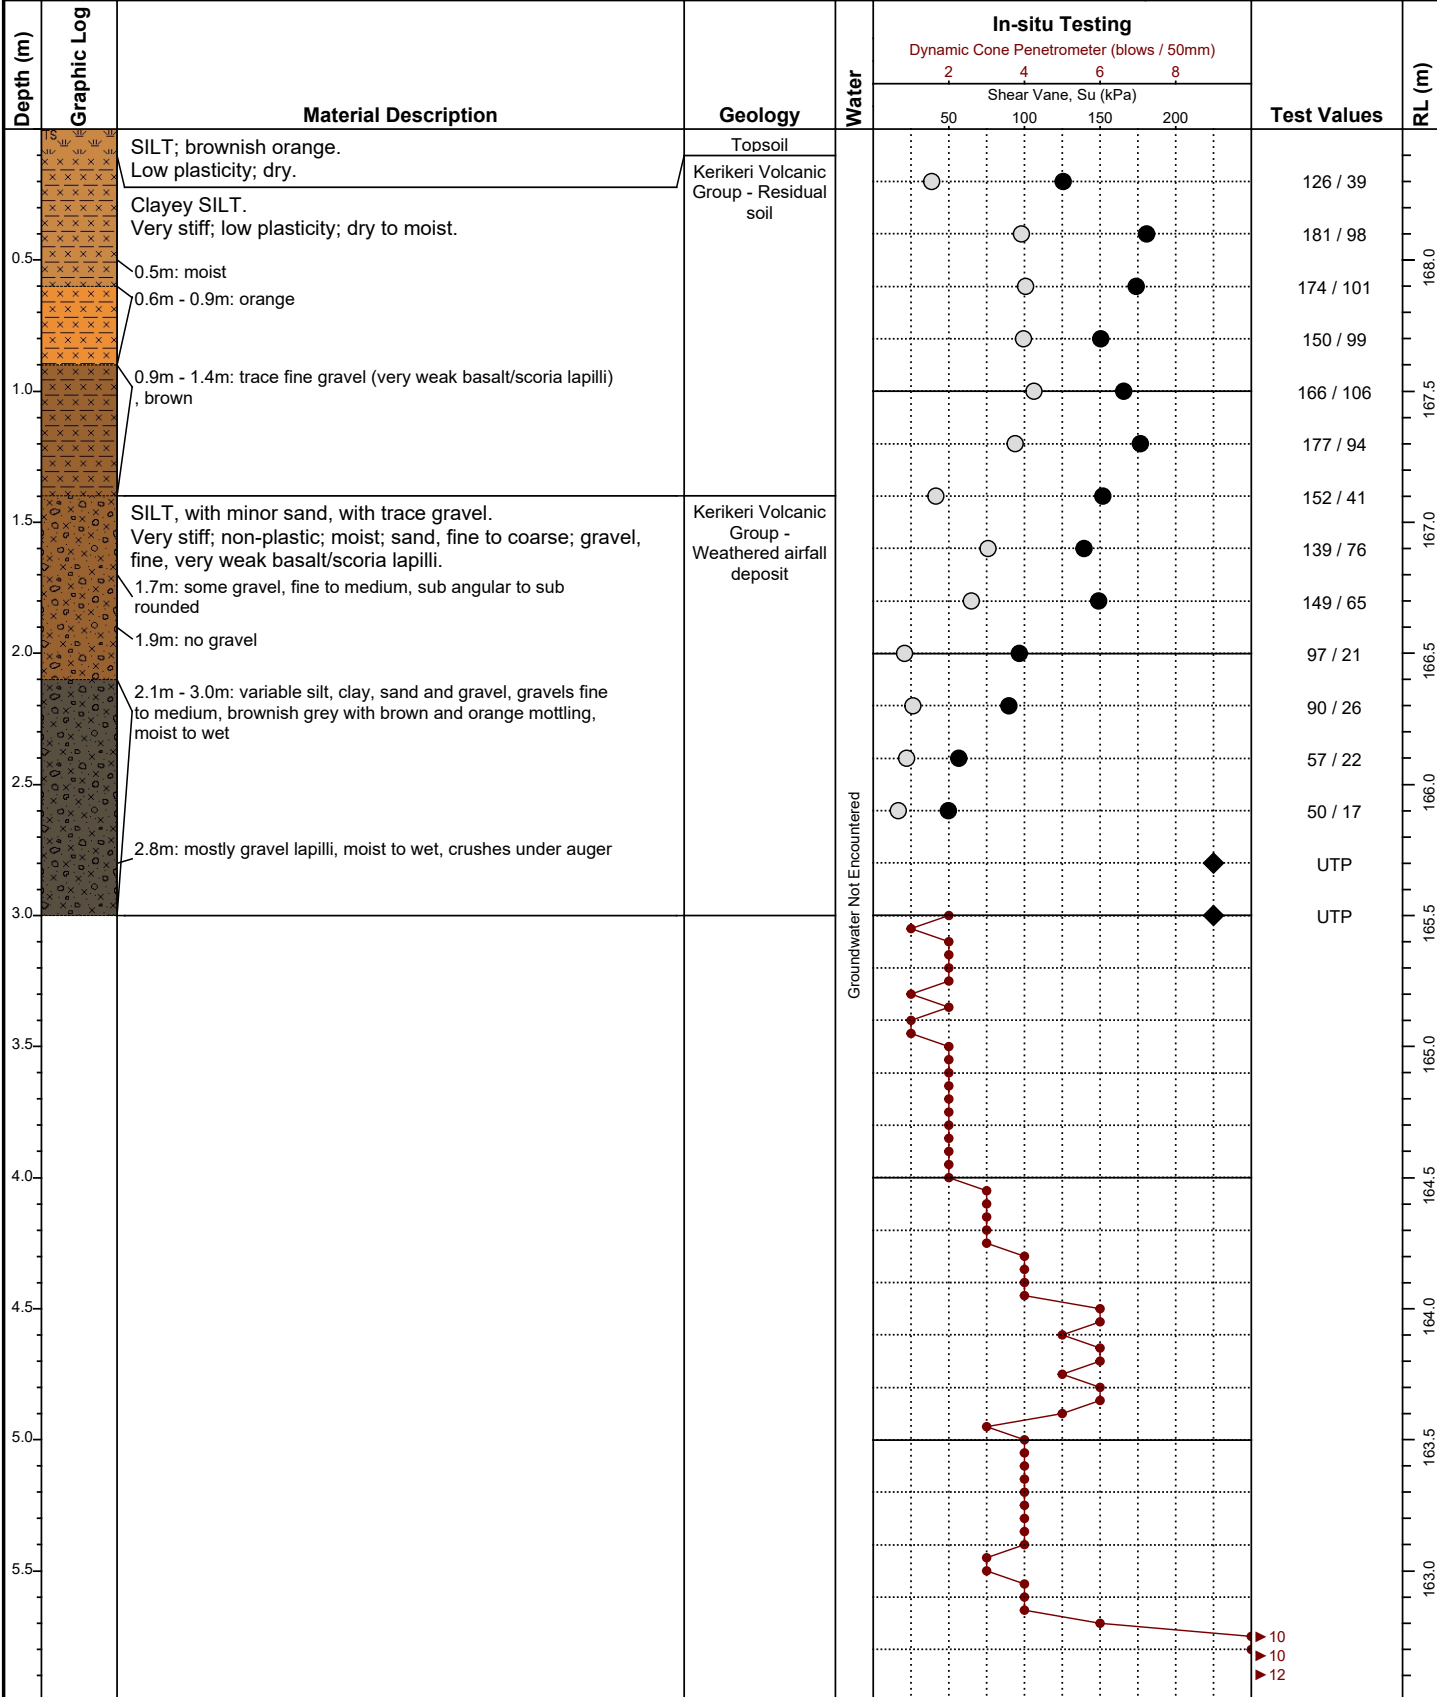 Depth (m)
Graphic Log
Material Description
Geology
Water
In-situ Testing
Dynamic Cone Penetrometer (blows / 50mm)
2 4 6 8
Shear Vane, Su (kPa)
50 100 150 200
Test Values
RL (m)
TS
SILT; brownish orange.
Low plasticity; dry.
Clayey SILT.
Very stiff; low plasticity; dry to moist.
0.5m: moist
0.6m - 0.9m: orange
0.9m - 1.4m: trace fine gravel (very weak basalt/scoria lapilli)
, brown
SILT, with minor sand, with trace gravel.
Very stiff; non-plastic; moist; sand, fine to coarse; gravel,
fine, very weak basalt/scoria lapilli.
1.7m: some gravel, fine to medium, sub angular to sub
rounded
1.9m: no gravel
2.1m - 3.0m: variable silt, clay, sand and gravel, gravels fine
to medium, brownish grey with brown and orange mottling,
moist to wet
2.8m: mostly gravel lapilli, moist to wet, crushes under auger
Topsoil
Kerikeri Volcanic
Group - Residual
soil
Kerikeri Volcanic
Group -
Weathered airfall
deposit
Groundwater Not Encountered
0.5
1.0
1.5
2.0
2.5
3.0
3.5
4.0
4.5
5.0
5.5
126 / 39
181 / 98
174 / 101
150 / 99
166 / 106
177 / 94
152 / 41
139 / 76
149 / 65
97 / 21
90 / 26
57 / 22
50 / 17
UTP
UTP
10
10
12
168.0
167.5
167.0
166.5
166.0
165.5
165.0
164.5
164.0
163.5
163.0